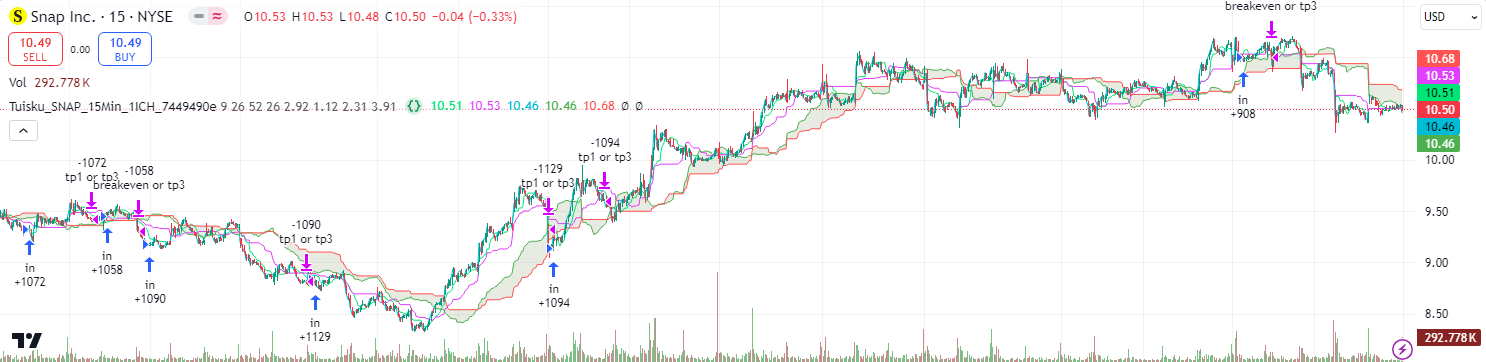 S Snap Inc. · 15 · NYSE O10.53 H10.53 L10.48 C10.50 −0.04 (−0.33%)
10.49 SELL 0.00 10.49 BUY
Vol 292.778 K
Tuisku_SNAP_15Min_1ICH_7449490e 9 26 52 26 2.92 1.12 2.31 3.91 {} 10.51 10.53 10.46 10.46 10.68 ∅ ∅
breakeven or tp3
USD
10.68
10.53
10.51
10.50
10.46
10.46
10.00
9.50
9.00
8.50
292.778 K
in
+908
-1072
tp1 or tp3
-1058
breakeven or tp3
-1129
tp1 or tp3
-1094
tp1 or tp3
-1090
tp1 or tp3
in
+1072
in
+1058
in
+1090
in
+1129
in
+1094